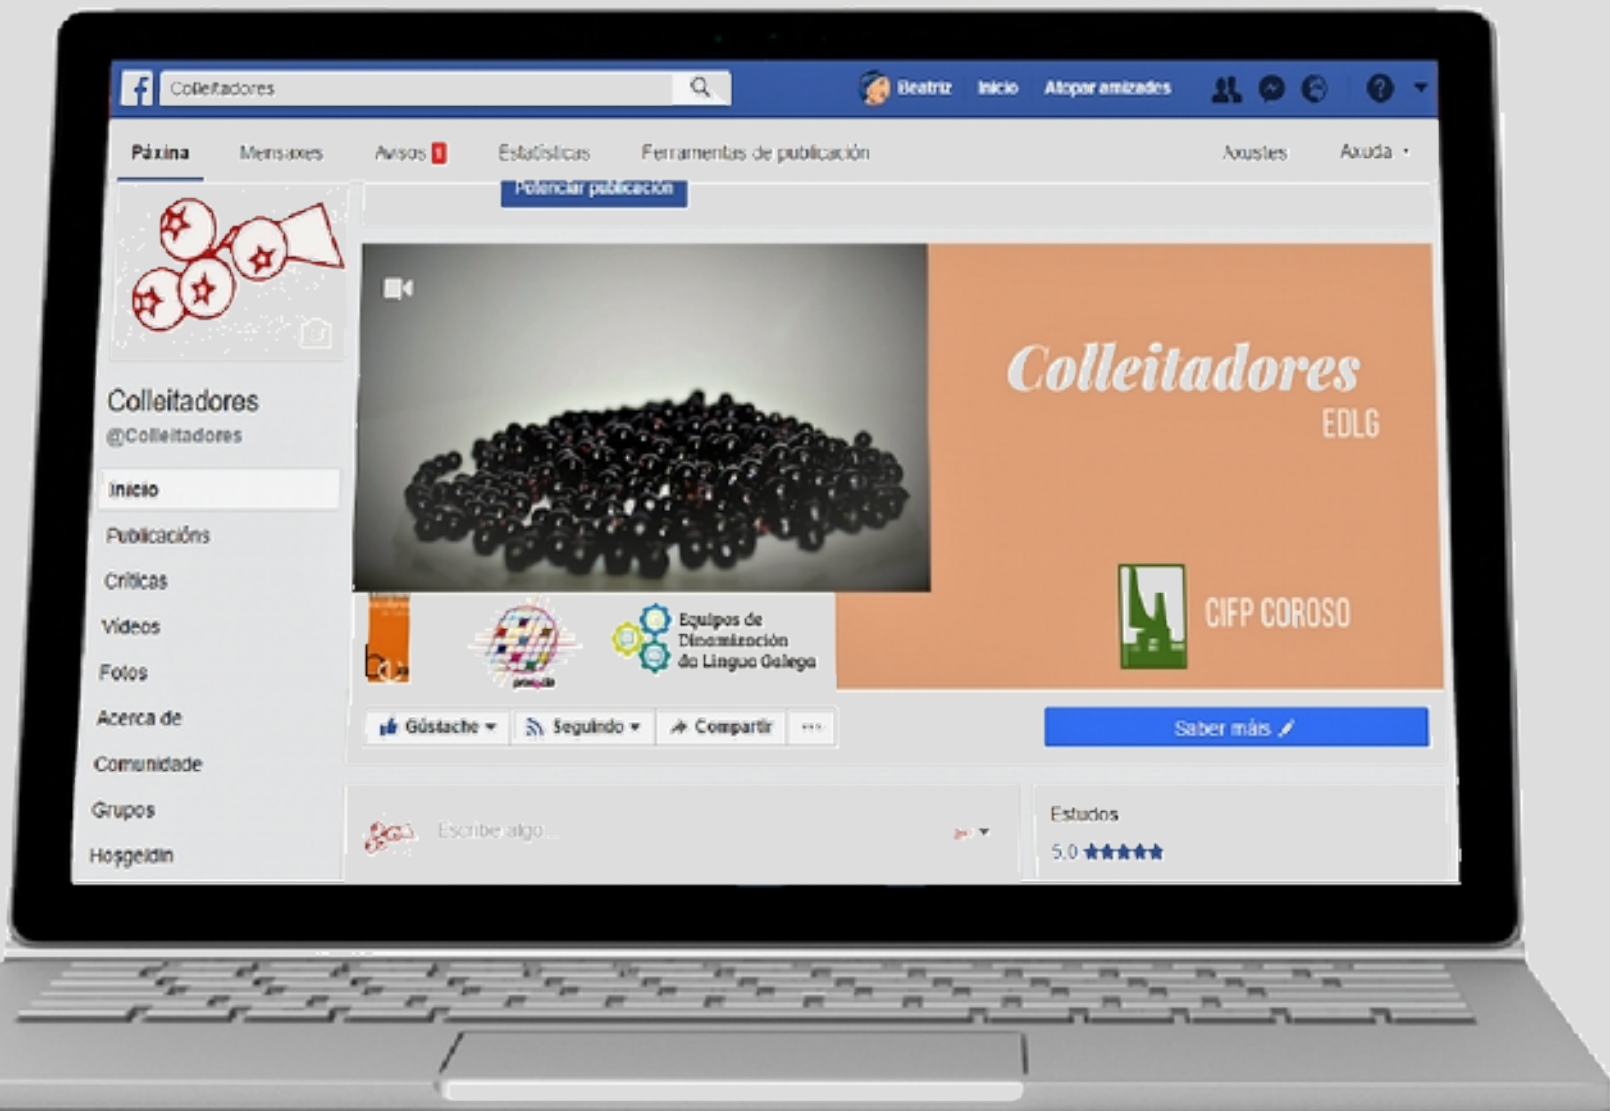 Colleitadores
Beatriz Inicio Atopar amizades
Páxina Mensaxes Avisos 1 Estatísticas Ferramentas de publicación Axustes Axuda
Potenciar publicación
Colleitadores
@Colleitadores
Inicio
Publicacións
Críticas
Vídeos
Fotos
Acerca de
Comunidade
Grupos
Hoşgeldin
Colleitadores
EDLG
CIFP COROSO
Equipos de
Dinamización
da Lingua Galega
Gústache Seguindo Compartir ...
Saber máis
Escribe algo...
Estudos
5,0